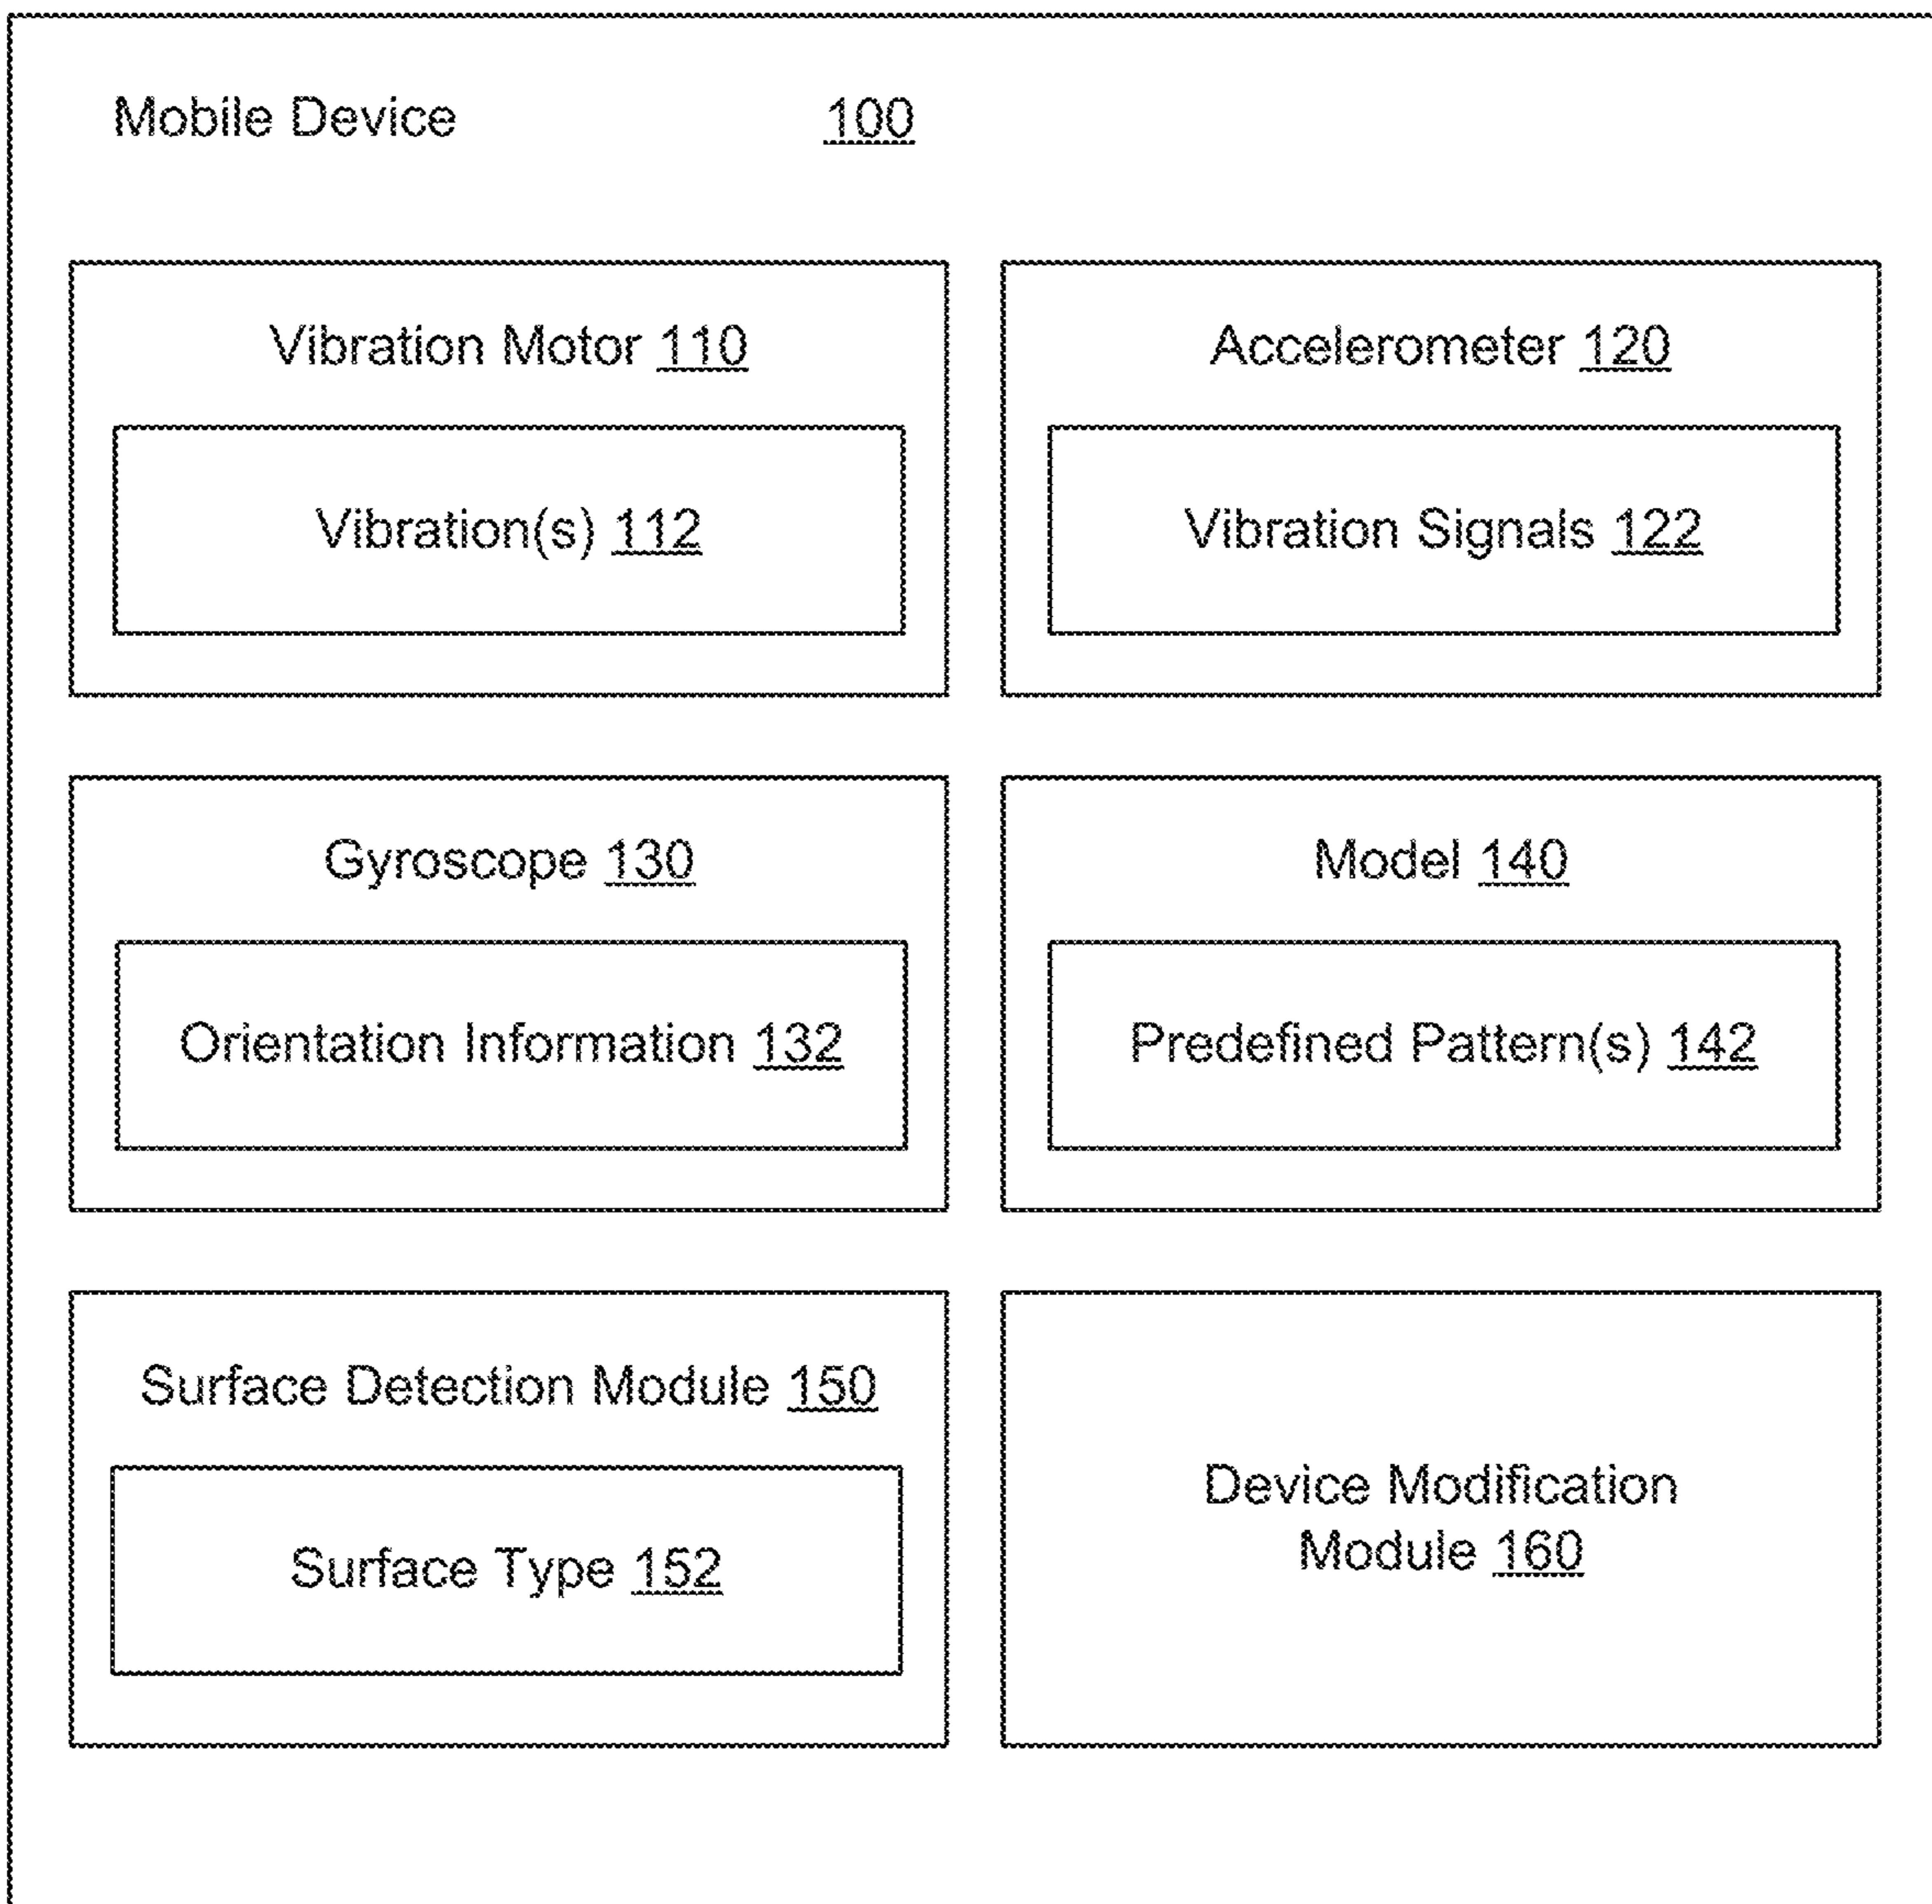 Mobile Device 100
Vibration Motor 110
Vibration(s) 112
Accelerometer 120
Vibration Signals 122
Gyroscope 130
Orientation Information 132
Model 140
Predefined Pattern(s) 142
Surface Detection Module 150
Surface Type 152
Device Modification
Module 160